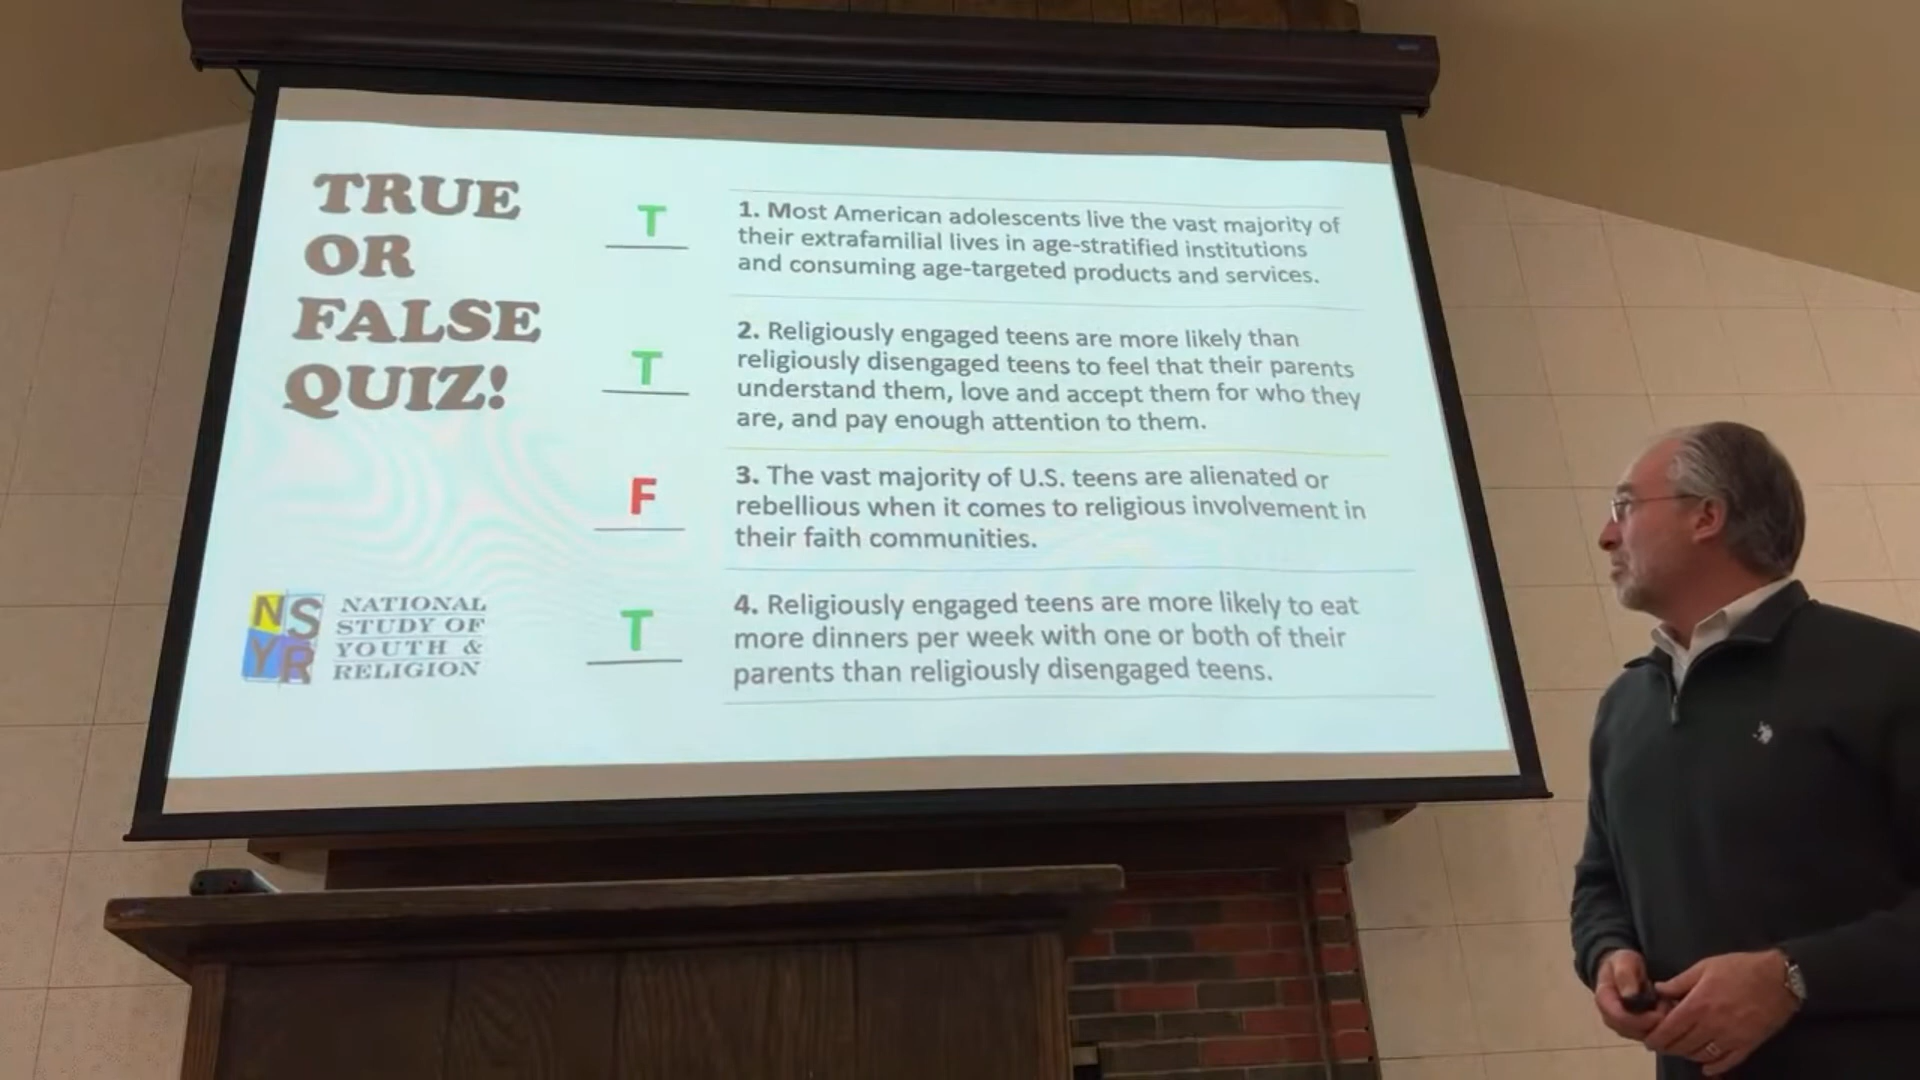 TRUE
OR
FALSE
QUIZ!
T
1. Most American adolescents live the vast majority of
their extrafamilial lives in age-stratified institutions
and consuming age-targeted products and services.
T
2. Religiously engaged teens are more likely than
religiously disengaged teens to feel that their parents
understand them, love and accept them for who they
are, and pay enough attention to them.
F
3. The vast majority of U.S. teens are alienated or
rebellious when it comes to religious involvement in
their faith communities.
T
4. Religiously engaged teens are more likely to eat
more dinners per week with one or both of their
parents than religiously disengaged teens.
NS
YR
NATIONAL
STUDY OF
YOUTH &
RELIGION